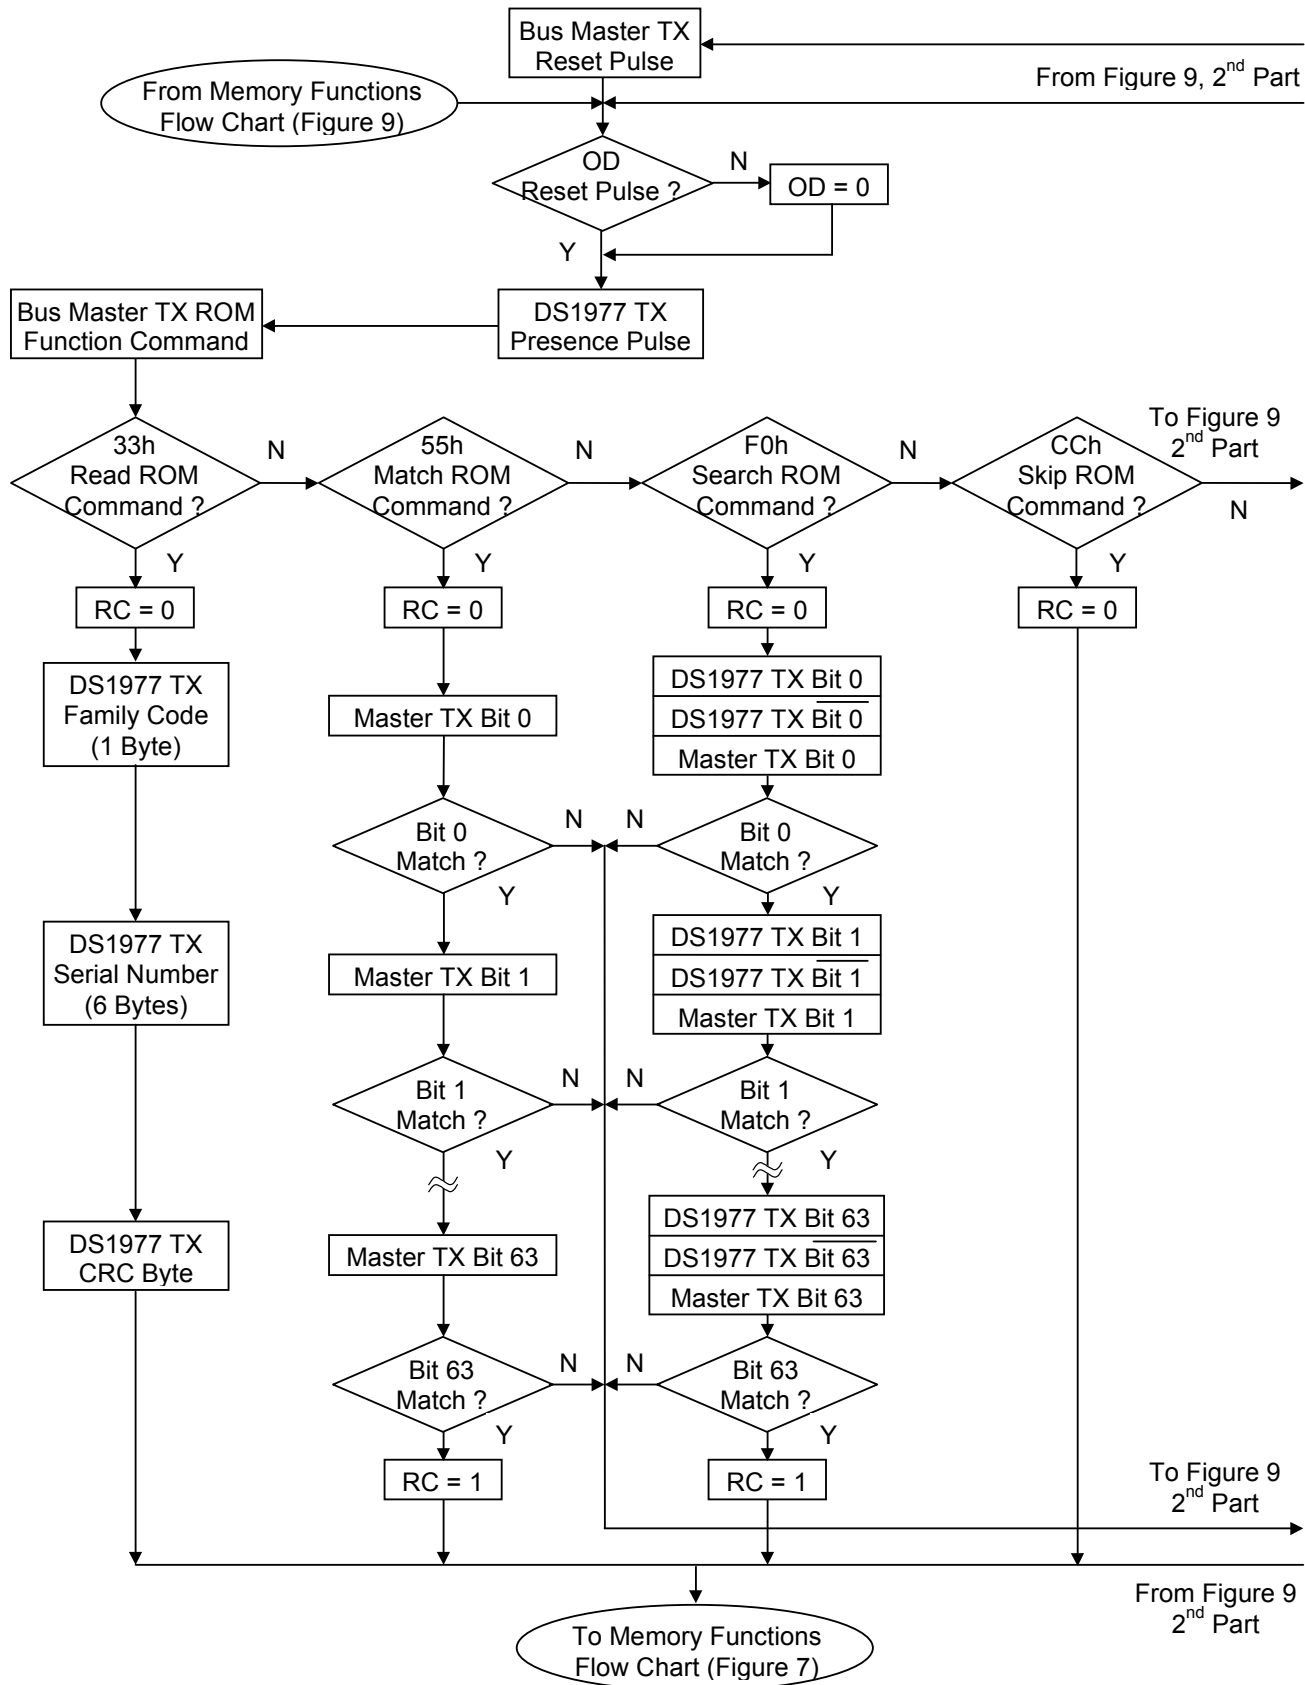 Bus Master TX
Reset Pulse
From Figure 9, 2nd Part
From Memory Functions
Flow Chart (Figure 9)
OD
Reset Pulse ?
N
OD = 0
Y
Bus Master TX ROM
Function Command
DS1977 TX
Presence Pulse
To Figure 9
2nd Part
33h
Read ROM
Command ?
N
55h
Match ROM
Command ?
N
F0h
Search ROM
Command ?
N
CCh
Skip ROM
Command ?
N
Y
Y
Y
Y
RC = 0
RC = 0
RC = 0
RC = 0
DS1977 TX
Family Code
(1 Byte)
Master TX Bit 0
DS1977 TX Bit 0
DS1977 TX B̅i̅t̅ ̅0̅
Master TX Bit 0
Bit 0
Match ?
N
N
Bit 0
Match ?
Y
Y
DS1977 TX
Serial Number
(6 Bytes)
Master TX Bit 1
DS1977 TX Bit 1
DS1977 TX B̅i̅t̅ ̅1̅
Master TX Bit 1
Bit 1
Match ?
N
N
Bit 1
Match ?
Y
Y
DS1977 TX
CRC Byte
Master TX Bit 63
DS1977 TX Bit 63
DS1977 TX B̅i̅t̅ ̅6̅3̅
Master TX Bit 63
Bit 63
Match ?
N
N
Bit 63
Match ?
Y
Y
RC = 1
RC = 1
To Figure 9
2nd Part
From Figure 9
2nd Part
To Memory Functions
Flow Chart (Figure 7)